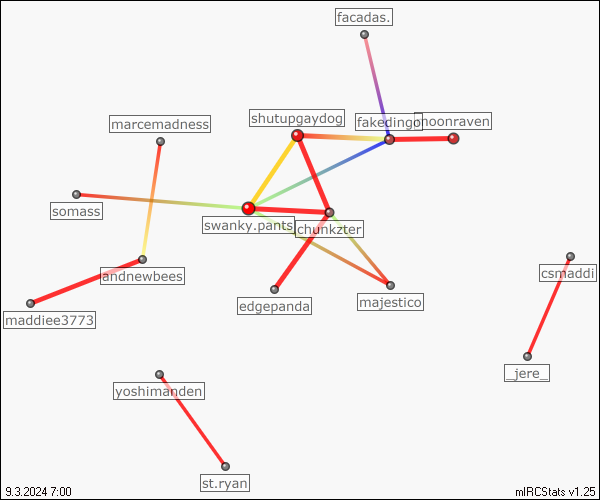 facadas.
shutupgaydog
fakedingo
moonraven
marcemadness
somass
swanky.pants
chunkzter
andnewbees
csmaddi
maddiee3773
edgepanda
majestico
_jere_
yoshimanden
st.ryan
9.3.2024 7:00
mIRCStats v1.25